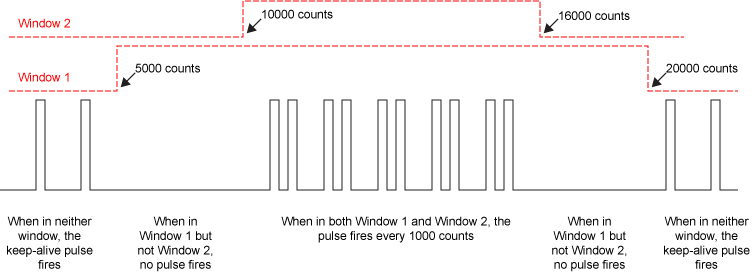 10000 counts
16000 counts
Window 2
5000 counts
20000 counts
Window 1
When in neither
window, the
keep-alive pulse
fires
When in
Window 1 but
not Window 2,
no pulse fires
When in both Window 1 and Window 2, the
pulse fires every 1000 counts
When in
Window 1 but
not Window 2,
no pulse fires
When in neither
window, the
keep-alive pulse
fires